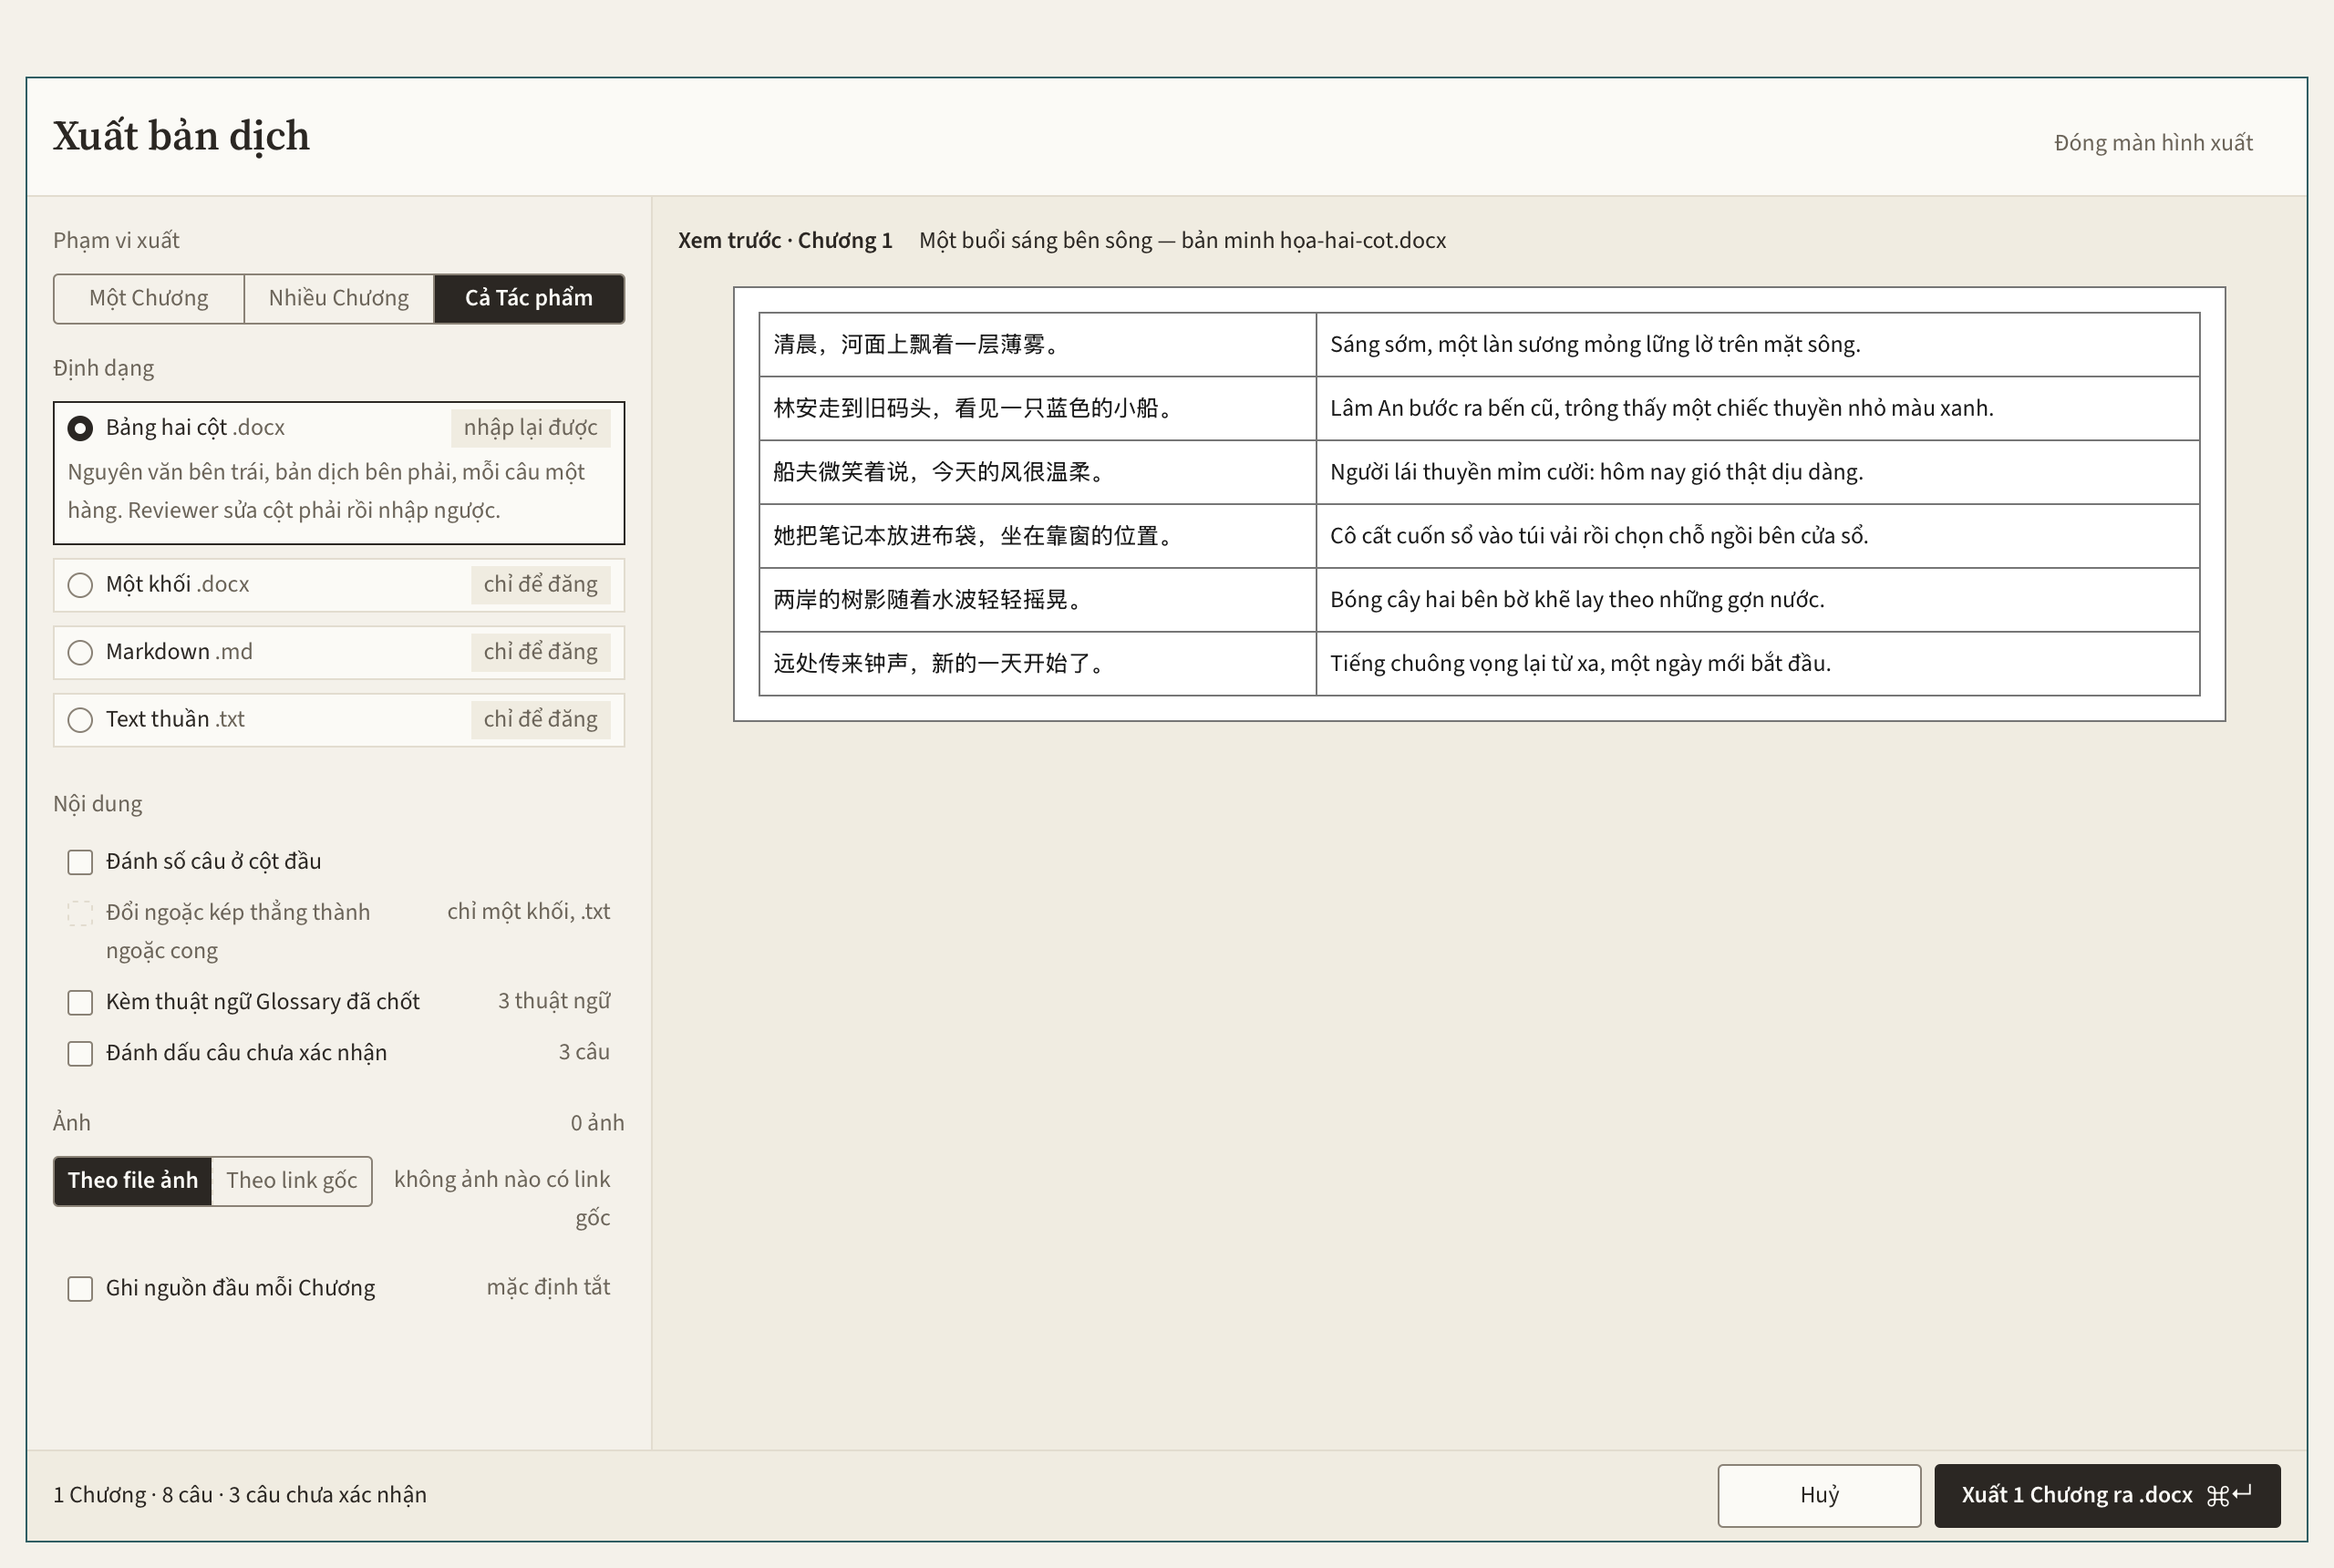 Xuất bản dịch
Đóng màn hình xuất
Phạm vi xuất
Một Chương
Nhiều Chương
Cả Tác phẩm
Định dạng
Bảng hai cột .docx
nhập lại được
Nguyên văn bên trái, bản dịch bên phải, mỗi câu một
hàng. Reviewer sửa cột phải rồi nhập ngược.
Một khối .docx
chỉ để đăng
Markdown .md
chỉ để đăng
Text thuần .txt
chỉ để đăng
Nội dung
Đánh số câu ở cột đầu
Đổi ngoặc kép thẳng thành
ngoặc cong
chỉ một khối, .txt
Kèm thuật ngữ Glossary đã chốt
3 thuật ngữ
Đánh dấu câu chưa xác nhận
3 câu
Ảnh
0 ảnh
Theo file ảnh
Theo link gốc
không ảnh nào có link
gốc
Ghi nguồn đầu mỗi Chương
mặc định tắt
Xem trước · Chương 1
Một buổi sáng bên sông — bản minh họa-hai-cot.docx
清晨，河面上飘着一层薄雾。
Sáng sớm, một làn sương mỏng lững lờ trên mặt sông.
林安走到旧码头，看见一只蓝色的小船。
Lâm An bước ra bến cũ, trông thấy một chiếc thuyền nhỏ màu xanh.
船夫微笑着说，今天的风很温柔。
Người lái thuyền mỉm cười: hôm nay gió thật dịu dàng.
她把笔记本放进布袋，坐在靠窗的位置。
Cô cất cuốn sổ vào túi vải rồi chọn chỗ ngồi bên cửa sổ.
两岸的树影随着水波轻轻摇晃。
Bóng cây hai bên bờ khẽ lay theo những gợn nước.
远处传来钟声，新的一天开始了。
Tiếng chuông vọng lại từ xa, một ngày mới bắt đầu.
1 Chương · 8 câu · 3 câu chưa xác nhận
Huỷ
Xuất 1 Chương ra .docx ⌘↵